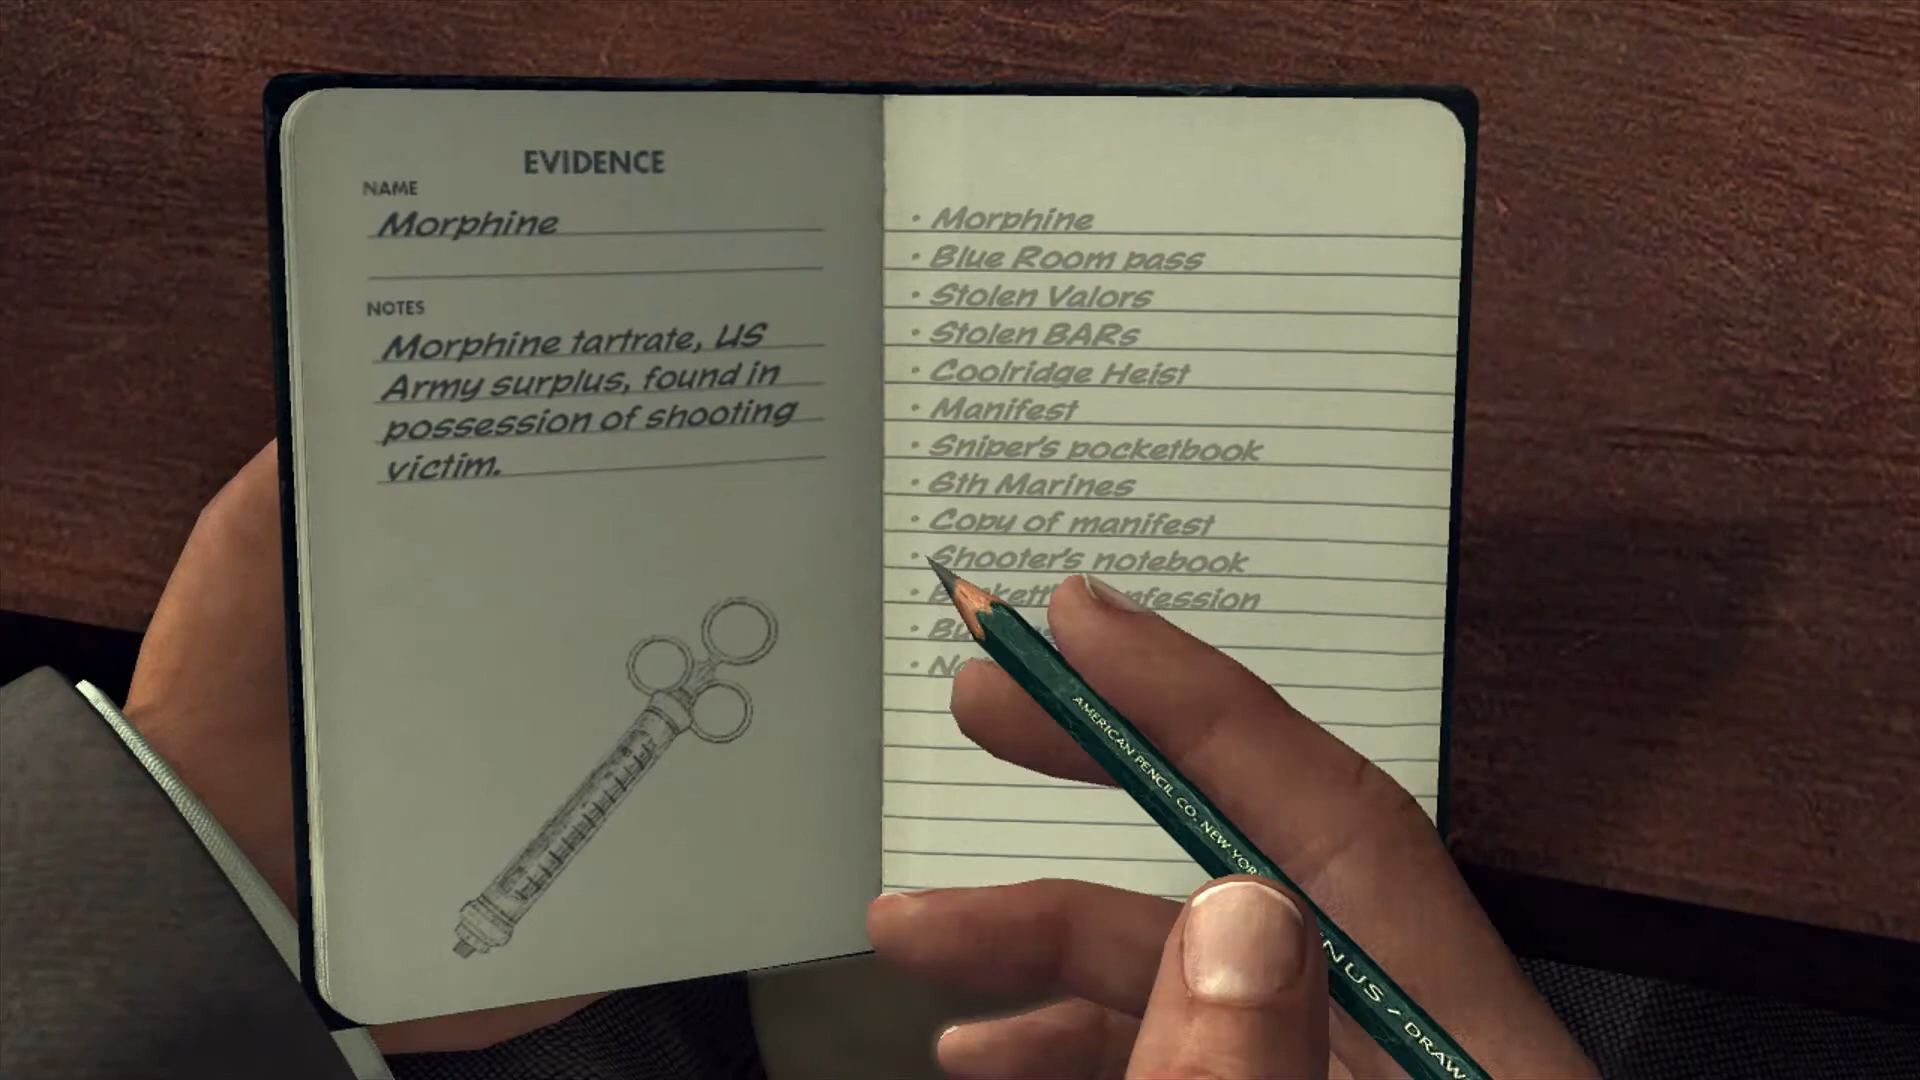 EVIDENCE
NAME
Morphine
NOTES
Morphine tartrate, US
Army surplus, found in
possession of shooting
victim.
• Morphine
• Blue Room pass
• Stolen Valors
• Stolen BARs
• Coolridge Heist
• Manifest
• Sniper's pocketbook
• 6th Marines
• Copy of manifest
• Shooter's notebook
AMERICAN PENCIL CO. NEW YORK
DRAW